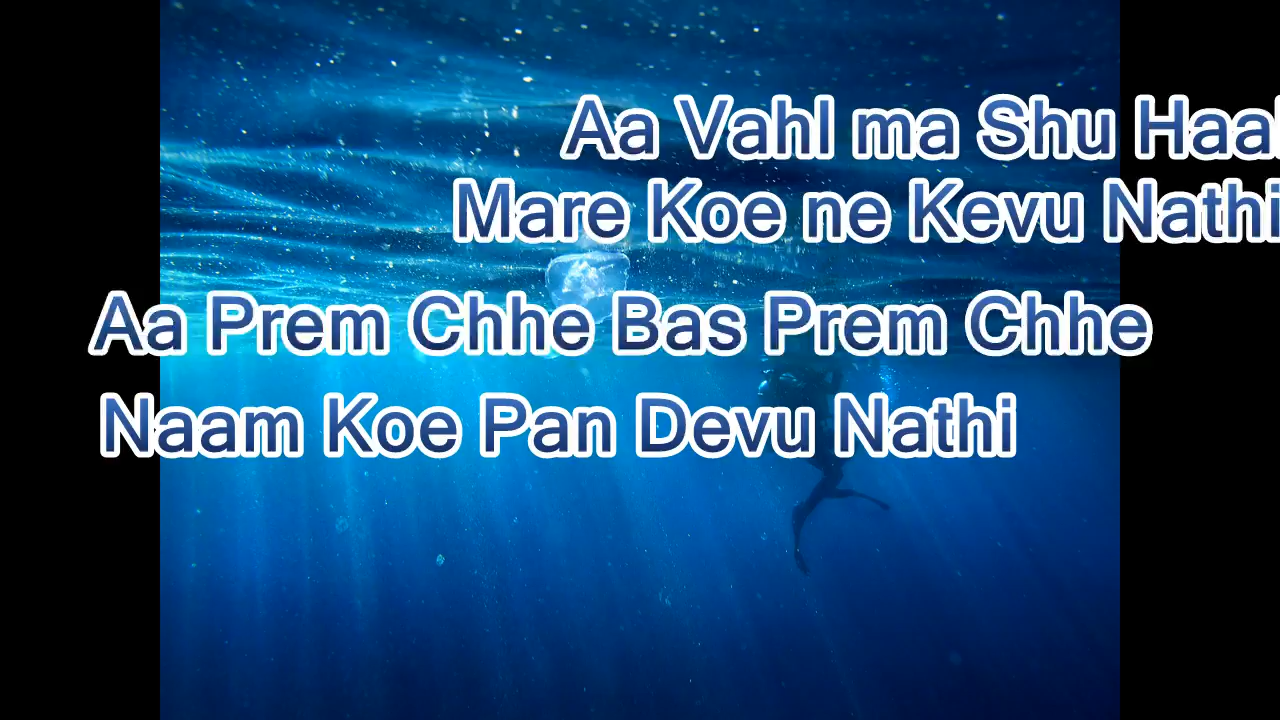 Aa Vahl ma Shu Haal
Mare Koe ne Kevu Nathi
Aa Prem Chhe Bas Prem Chhe
Naam Koe Pan Devu Nathi